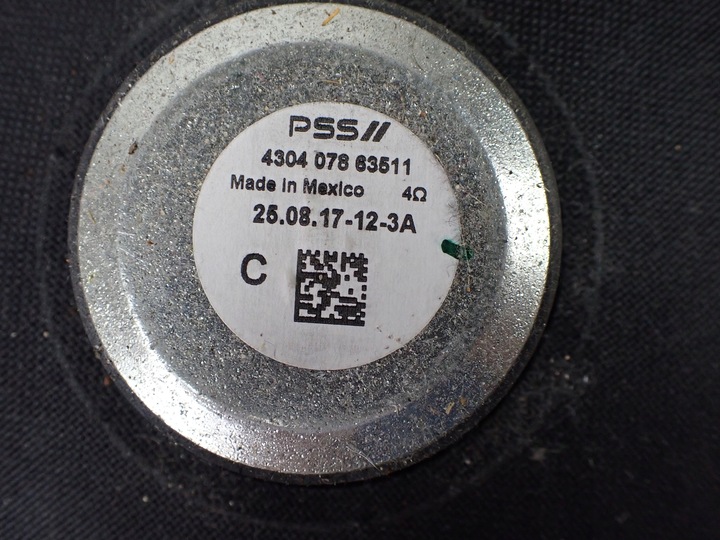 PSS//
4304 078 63511
Made in Mexico 4Ω
25.08.17-12-3A
C